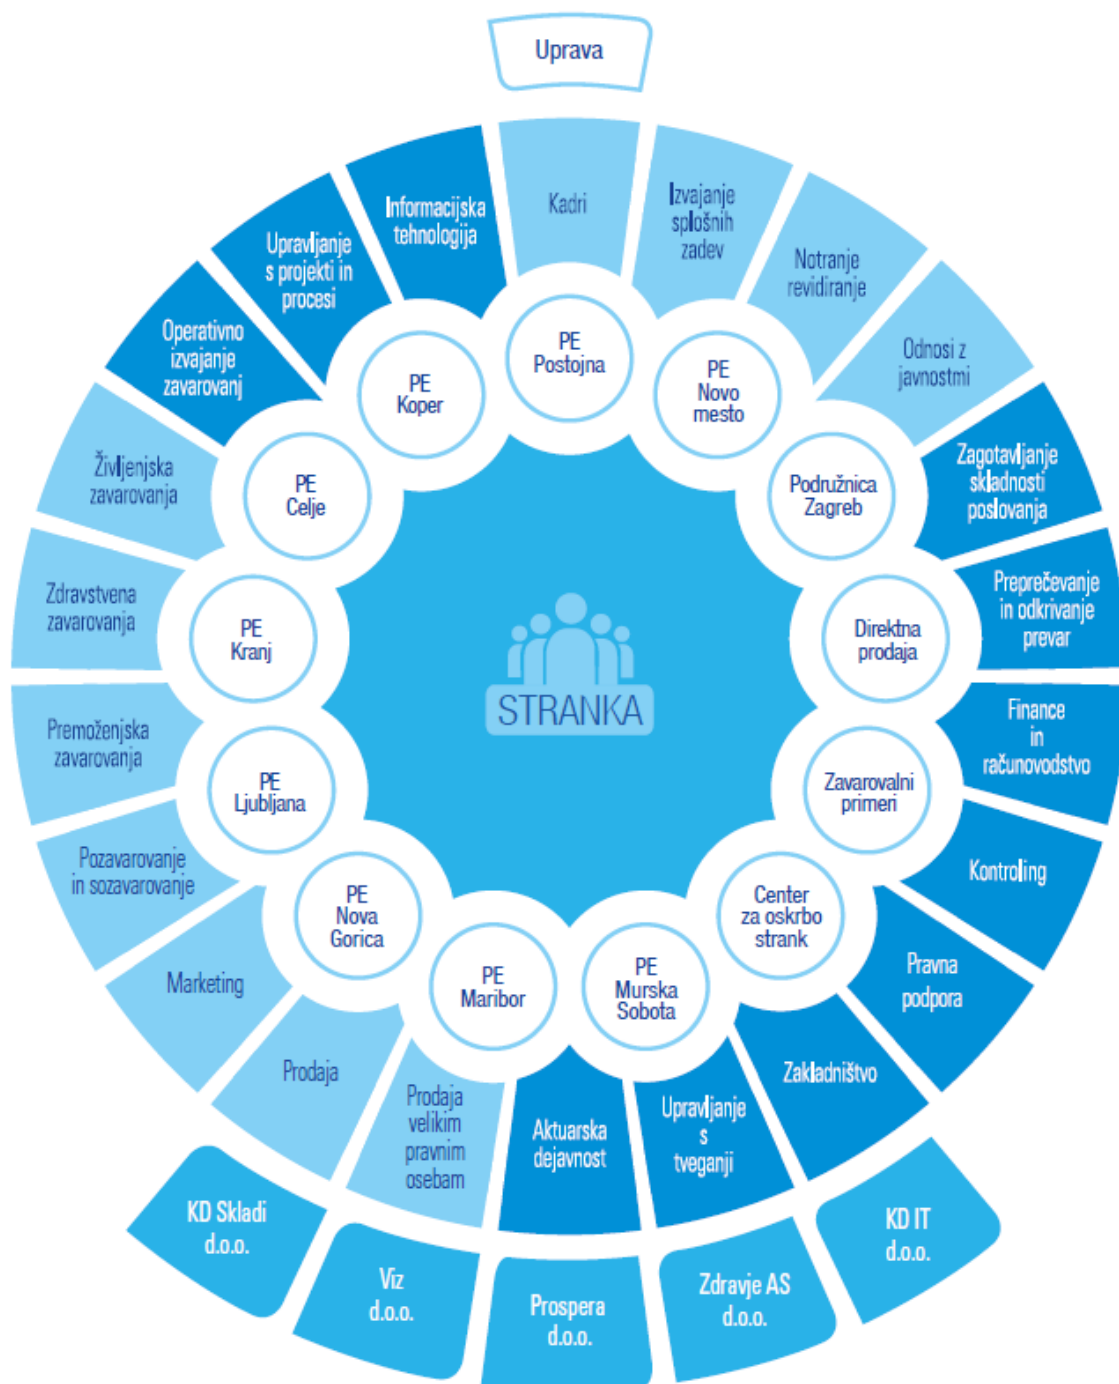 Uprava
Kadri
Izvajanje
splošnih
zadev
Notranje
revidiranje
Odnosi z
javnostmi
Zagotavljanje
skladnosti
poslovanja
Preprečevanje
in odkrivanje
prevar
Finance
in
računovodstvo
Kontroling
Pravna
podpora
Zakladništvo
Upravljanje
s
tveganji
Aktuarska
dejavnost
Prodaja
velikim
pravnim
osebam
Prodaja
Marketing
Pozavarovanje
in sozavarovanje
Premoženjska
zavarovanja
Zdravstvena
zavarovanja
Življenjska
zavarovanja
Operativno
izvajanje
zavarovanj
Upravljanje
s projekti in
procesi
Informacijska
tehnologija
PE
Postojna
PE
Novo
mesto
Podružnica
Zagreb
Direktna
prodaja
Zavarovalni
primeri
Center
za oskrbo
strank
PE
Murska
Sobota
PE
Maribor
PE
Nova
Gorica
PE
Ljubljana
PE
Kranj
PE
Celje
PE
Koper
STRANKA
KD Skladi
d.o.o.
Viz
d.o.o.
Prospera
d.o.o.
Zdravje AS
d.o.o.
KD IT
d.o.o.